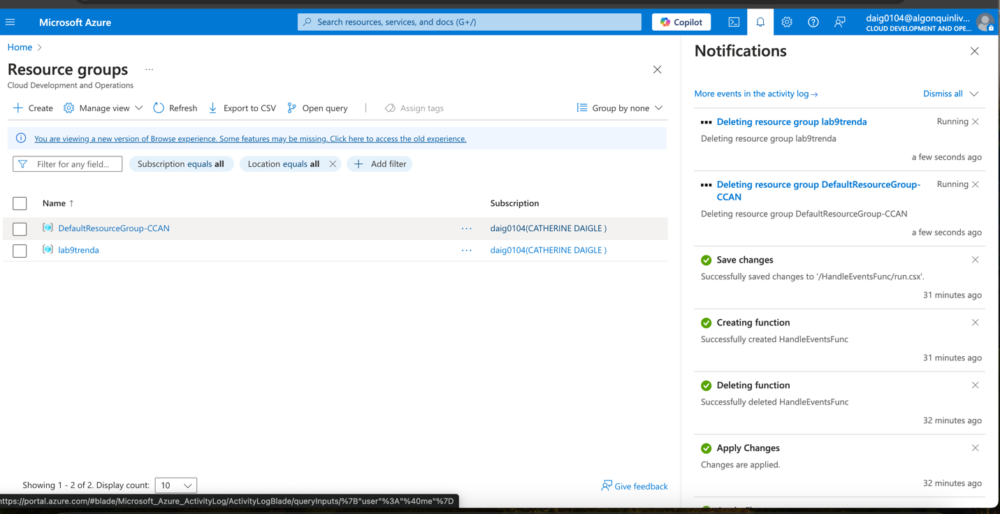 Microsoft Azure
Search resources, services, and docs (G+/)
Copilot
daig0104@algonquinliv...
CLOUD DEVELOPMENT AND OPE...
Home
Resource groups ...
Cloud Development and Operations
Create
Manage view
Refresh
Export to CSV
Open query
Assign tags
Group by none
You are viewing a new version of Browse experience. Some features may be missing. Click here to access the old experience.
Filter for any field...
Subscription equals all
Location equals all
Add filter
Name ↑
Subscription
DefaultResourceGroup-CCAN
daig0104(CATHERINE DAIGLE )
lab9trenda
daig0104(CATHERINE DAIGLE )
Showing 1 - 2 of 2. Display count: 10
Give feedback
https://portal.azure.com/#blade/Microsoft_Azure_ActivityLog/ActivityLogBlade/queryInputs/%7B"user"%3A"%40me"%7D
Notifications
More events in the activity log →
Dismiss all
Deleting resource group lab9trenda
Running
Deleting resource group lab9trenda
a few seconds ago
Deleting resource group DefaultResourceGroup-
CCAN
Running
Deleting resource group DefaultResourceGroup-CCAN
a few seconds ago
Save changes
Successfully saved changes to '/HandleEventsFunc/run.csx'.
31 minutes ago
Creating function
Successfully created HandleEventsFunc
31 minutes ago
Deleting function
Successfully deleted HandleEventsFunc
32 minutes ago
Apply Changes
Changes are applied.
32 minutes ago